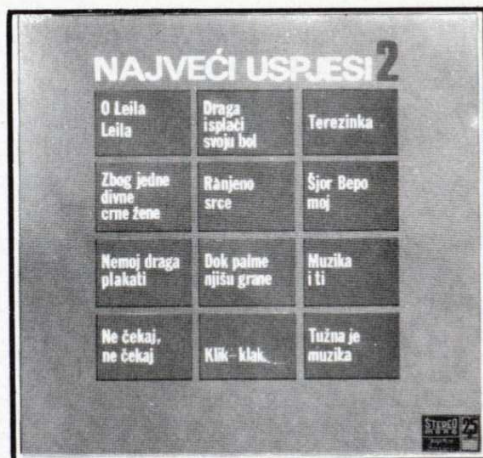 NAJVEĆI USPJESI 2
O Leila
Leila
Draga
isplači
svoju bol
Terezinka
Zbog jedne
divne
crne žene
Ranjeno
srce
Šjor Bepo
moj
Nemoj draga
plakati
Dok palme
njišu grane
Muzika
i ti
Ne čekaj,
ne čekaj
Klik-klak
Tužna je
muzika
STEREO
25